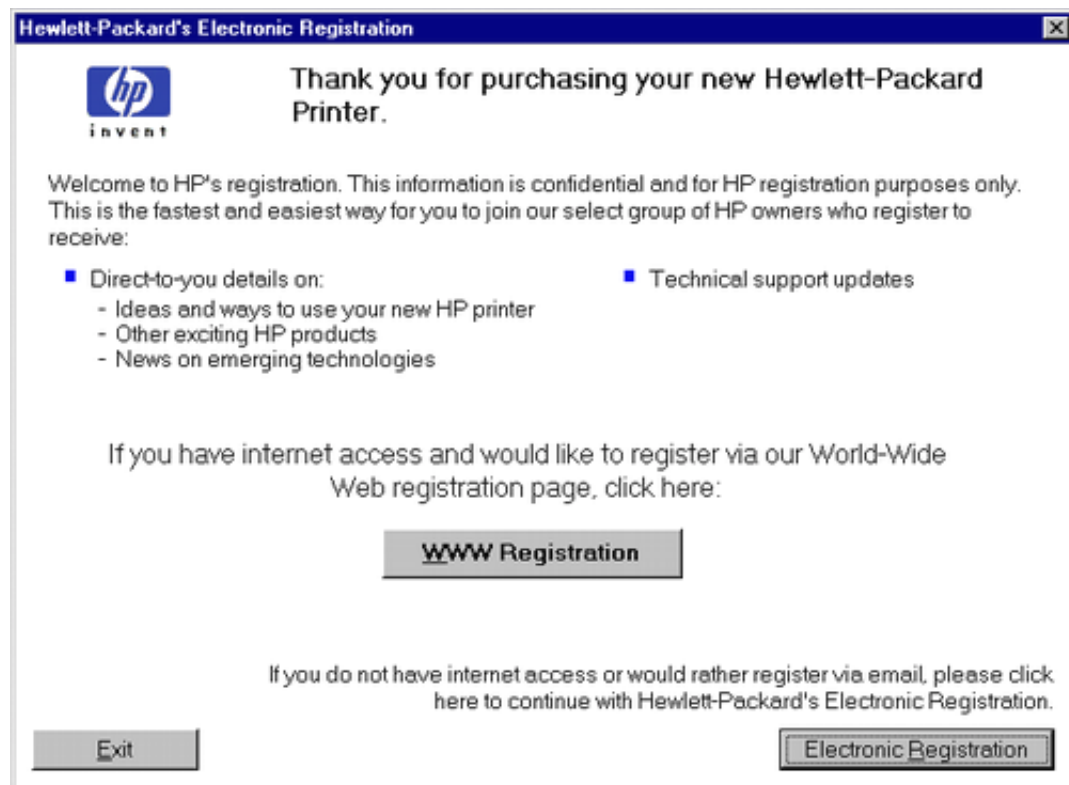 Hewlett-Packard's Electronic Registration
hp
invent
Thank you for purchasing your new Hewlett-Packard
Printer.
Welcome to HP's registration. This information is confidential and for HP registration purposes only.
This is the fastest and easiest way for you to join our select group of HP owners who register to
receive:
Direct-to-you details on:
- Ideas and ways to use your new HP printer
- Other exciting HP products
- News on emerging technologies
Technical support updates
If you have internet access and would like to register via our World-Wide
Web registration page, click here:
WWW Registration
If you do not have internet access or would rather register via email, please click
here to continue with Hewlett-Packard's Electronic Registration.
Exit
Electronic Registration